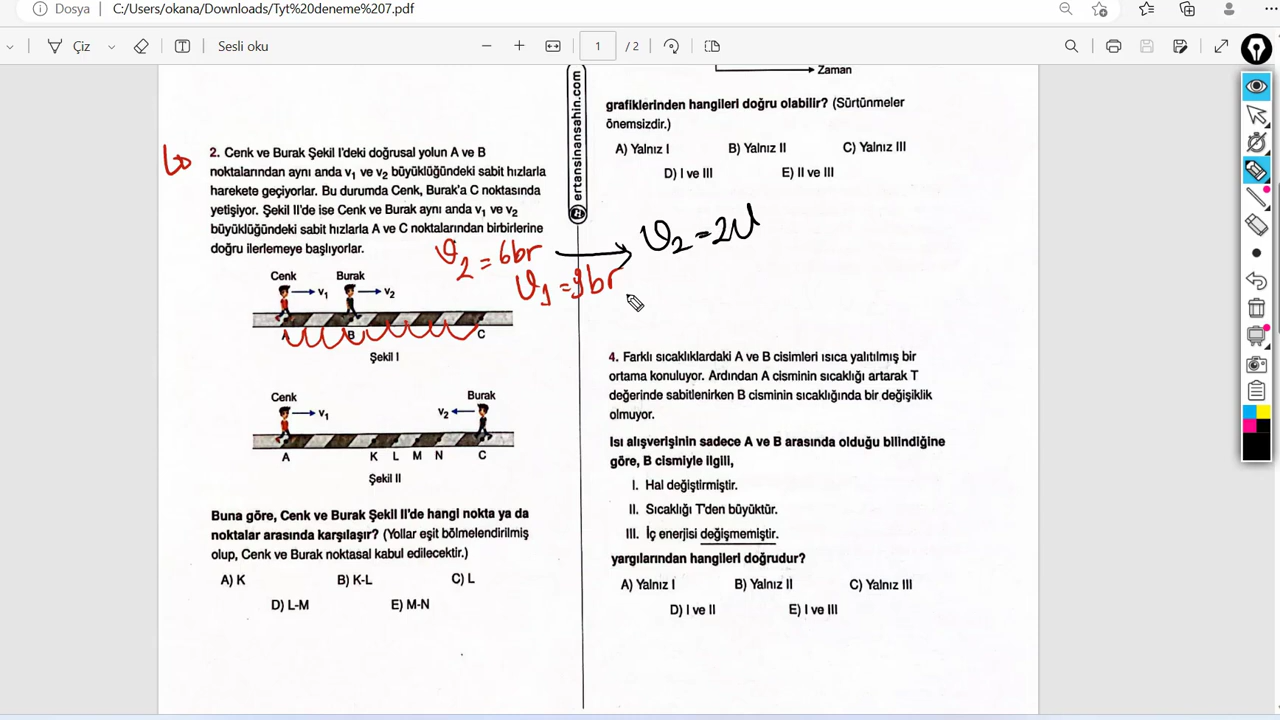 Dosya
C:/Users/okana/Downloads/Tyt%20deneme%207.pdf
Çiz
Sesli oku
1
/ 2
2. Cenk ve Burak Şekil I'deki doğrusal yolun A ve B
noktalarından aynı anda v1 ve v2 büyüklüğündeki sabit hızlarla
harekete geçiyorlar. Bu durumda Cenk, Burak'a C noktasında
yetişiyor. Şekil II'de ise Cenk ve Burak aynı anda v1 ve v2
büyüklüğündeki sabit hızlarla A ve C noktalarından birbirlerine
doğru ilerlemeye başlıyorlar.
Cenk
Burak
v1
v2
A
B
C
Şekil I
Cenk
Burak
v1
v2
A
K
L
M
N
C
Şekil II
Buna göre, Cenk ve Burak Şekil II'de hangi nokta ya da
noktalar arasında karşılaşır? (Yollar eşit bölmelendirilmiş
olup, Cenk ve Burak noktasal kabul edilecektir.)
A) K
B) K-L
C) L
D) L-M
E) M-N
ertansinansahin.com
Zaman
grafiklerinden hangileri doğru olabilir? (Sürtünmeler
önemsizdir.)
A) Yalnız I
B) Yalnız II
C) Yalnız III
D) I ve III
E) II ve III
ϑ2 = 6br
ϑ2 = 2ϑ
ϑ1 = 9br
4. Farklı sıcaklıklardaki A ve B cisimleri ısıca yalıtılmış bir
ortama konuluyor. Ardından A cisminin sıcaklığı artarak T
değerinde sabitlenirken B cisminin sıcaklığında bir değişiklik
olmuyor.
Isı alışverişinin sadece A ve B arasında olduğu bilindiğine
göre, B cismiyle ilgili,
I. Hal değiştirmiştir.
II. Sıcaklığı T'den büyüktür.
III. İç enerjisi değişmemiştir.
yargılarından hangileri doğrudur?
A) Yalnız I
B) Yalnız II
C) Yalnız III
D) I ve II
E) I ve III